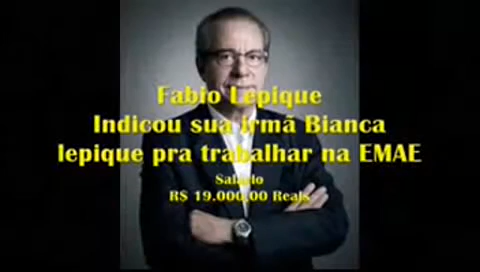 Fabio Lepique
Indicou sua irmã Bianca
lepique pra trabalhar na EMAE
Salario
R$ 19.000,00 Reais